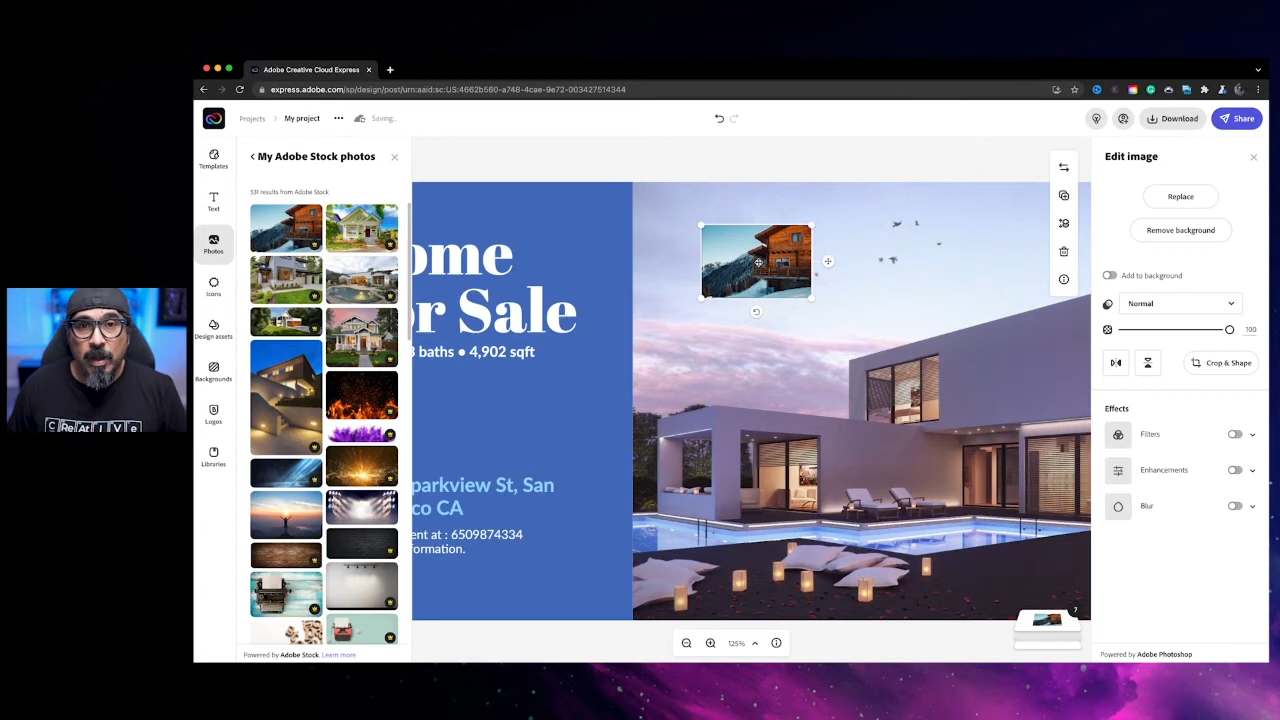 Adobe Creative Cloud Express
express.adobe.com/sp/design/post/urn:aaid:sc:US:4662b560-a748-4cae-9e72-003427514344
Projects > My project ••• Saving..
Download
Share
Templates
Text
Photos
Icons
Design assets
Backgrounds
Logos
Libraries
My Adobe Stock photos
531 results from Adobe Stock
Powered by Adobe Stock. Learn more.
ome
or Sale
3 baths • 4,902 sqft
parkview St, San
co CA
ent at : 6509874334
formation.
125%
7
Edit image
Replace
Remove background
Add to background
Normal
100
Crop & Shape
Effects
Filters
Enhancements
Blur
Powered by Adobe Photoshop
CReAtIVe